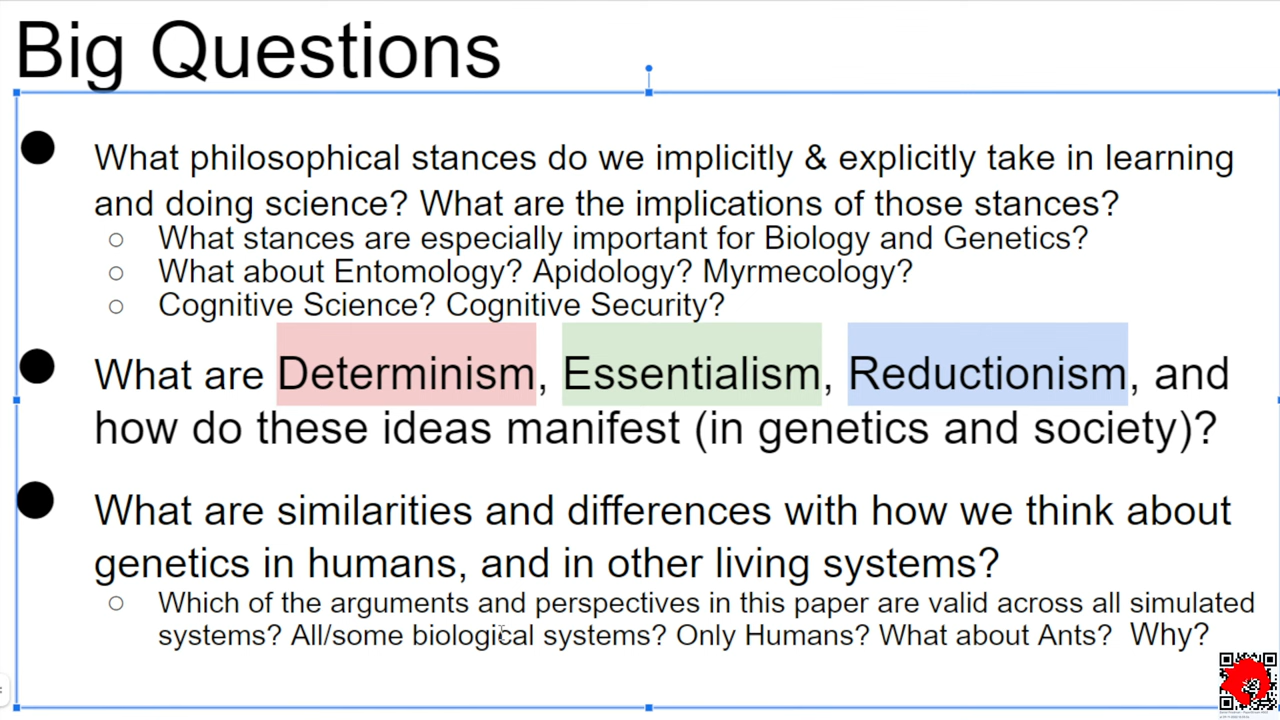 Big Questions
What philosophical stances do we implicitly & explicitly take in learning
and doing science? What are the implications of those stances?
What stances are especially important for Biology and Genetics?
What about Entomology? Apidology? Myrmecology?
Cognitive Science? Cognitive Security?
What are Determinism, Essentialism, Reductionism, and
how do these ideas manifest (in genetics and society)?
What are similarities and differences with how we think about
genetics in humans, and in other living systems?
Which of the arguments and perspectives in this paper are valid across all simulated
systems? All/some biological systems? Only Humans? What about Ants? Why?